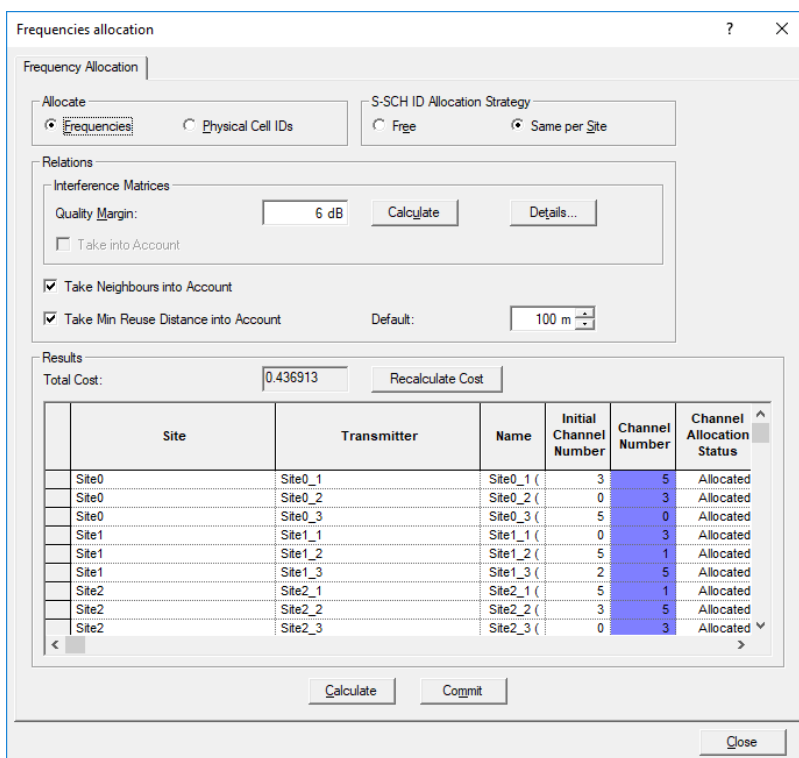 Frequencies allocation ?
Frequency Allocation
Allocate
Frequencies Physical Cell IDs
S-SCH ID Allocation Strategy
Free Same per Site
Relations
Interference Matrices
Quality Margin: 6 dB Calculate Details...
Take into Account
Take Neighbours into Account
Take Min Reuse Distance into Account Default: 100 m
Results
Total Cost: 0.436913 Recalculate Cost
Site Transmitter Name Initial Channel Number Channel Number Channel Allocation Status
Site0 Site0_1 Site0_1 ( 3 5 Allocated
Site0 Site0_2 Site0_2 ( 0 3 Allocated
Site0 Site0_3 Site0_3 ( 5 0 Allocated
Site1 Site1_1 Site1_1 ( 0 3 Allocated
Site1 Site1_2 Site1_2 ( 5 1 Allocated
Site1 Site1_3 Site1_3 ( 2 5 Allocated
Site2 Site2_1 Site2_1 ( 5 1 Allocated
Site2 Site2_2 Site2_2 ( 3 5 Allocated
Site2 Site2_3 Site2_3 ( 0 3 Allocated
Calculate Commit
Close